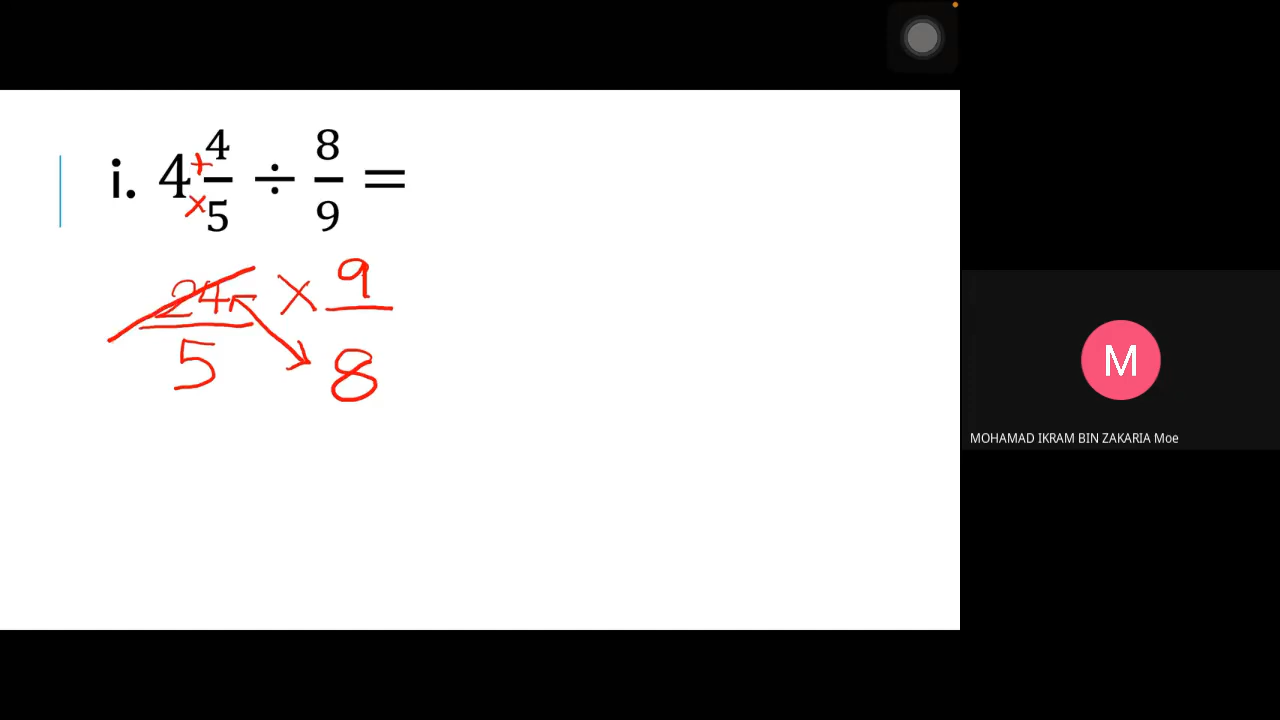 i. 4 4/5 ÷ 8/9 =
+
×
24/5 × 9/8
M
MOHAMAD IKRAM BIN ZAKARIA Moe